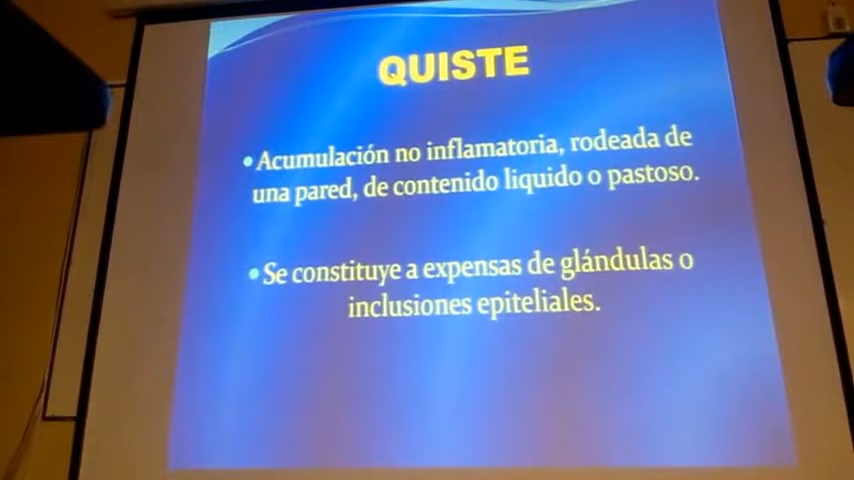 QUISTE
• Acumulación no inflamatoria, rodeada de
una pared, de contenido liquido o pastoso.
• Se constituye a expensas de glándulas o
inclusiones epiteliales.